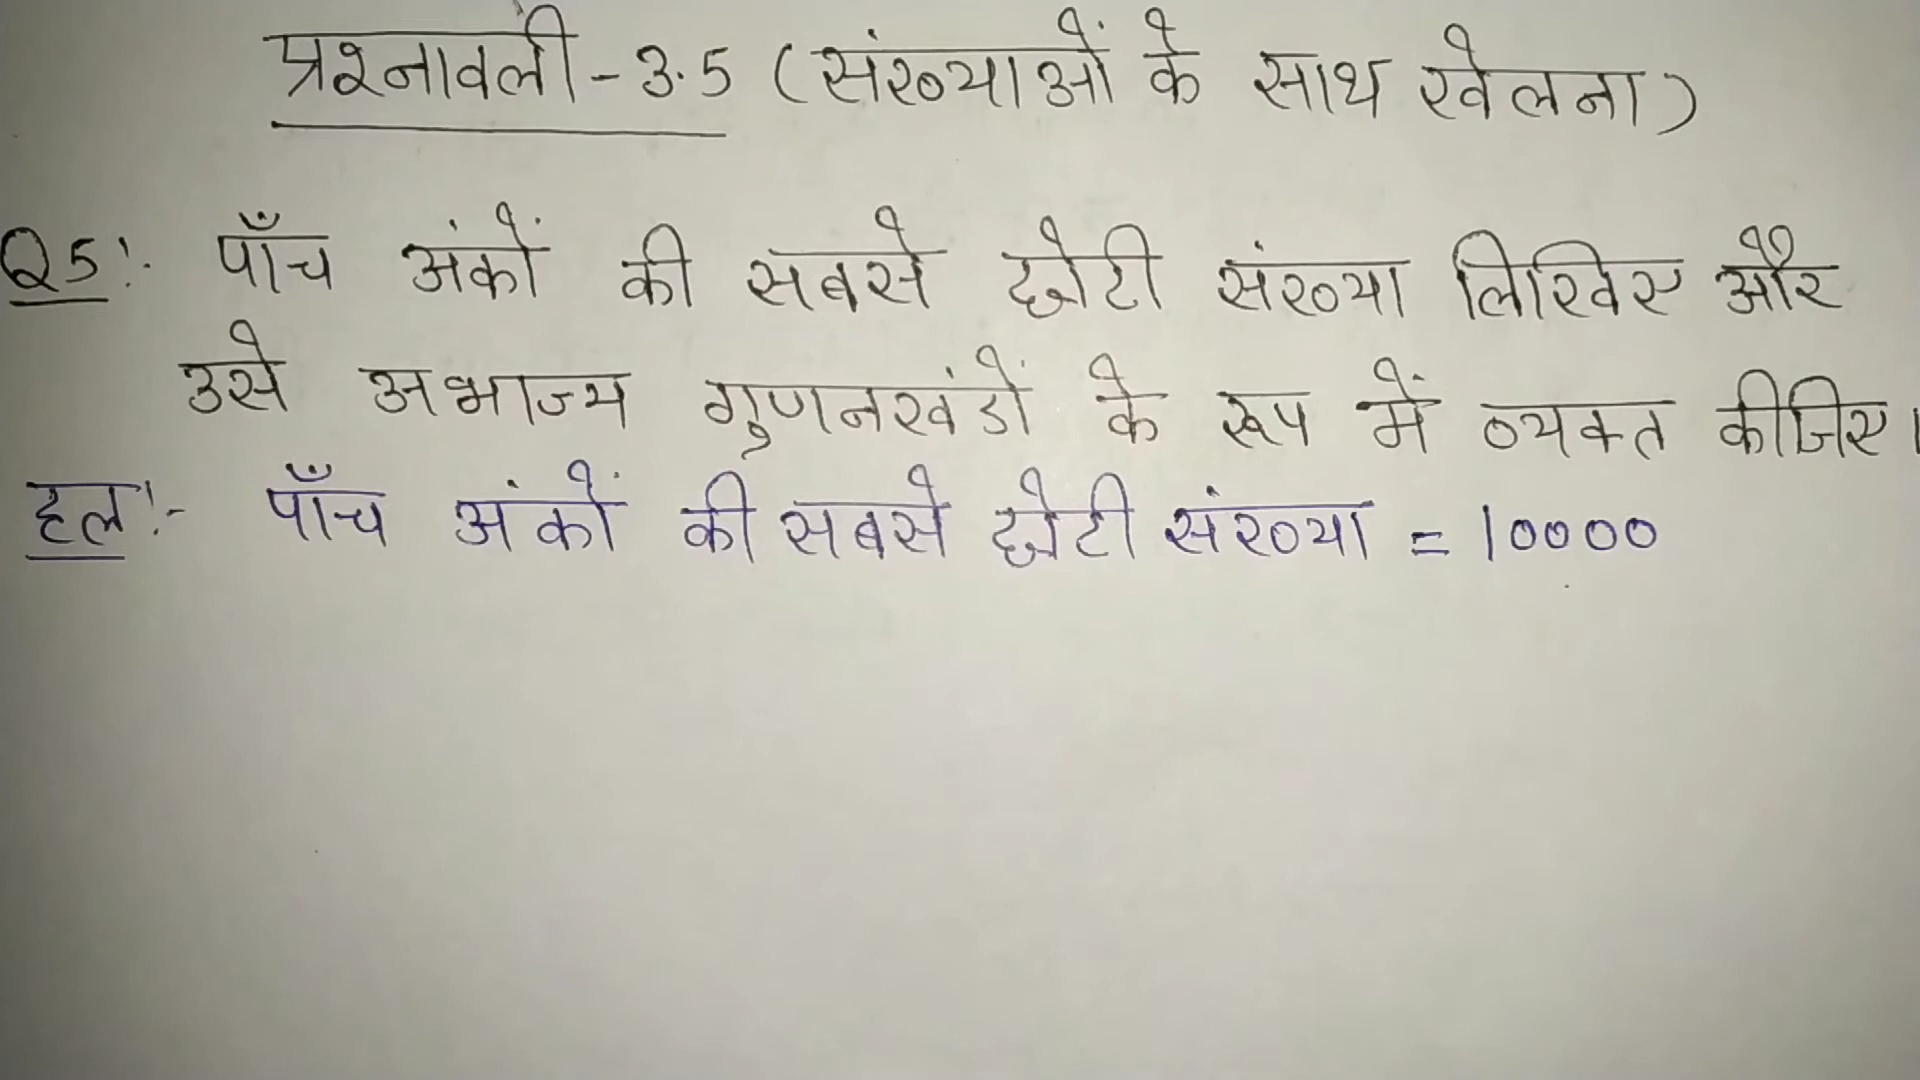 प्रश्नावली - 3.5 (संख्याओं के साथ खेलना)
Q5:. पाँच अंकों की सबसे छोटी संख्या लिखिए और
उसे अभाज्य गुणनखंडों के रूप में व्यक्त कीजिए।
हल:- पाँच अंकों की सबसे छोटी संख्या = 10000